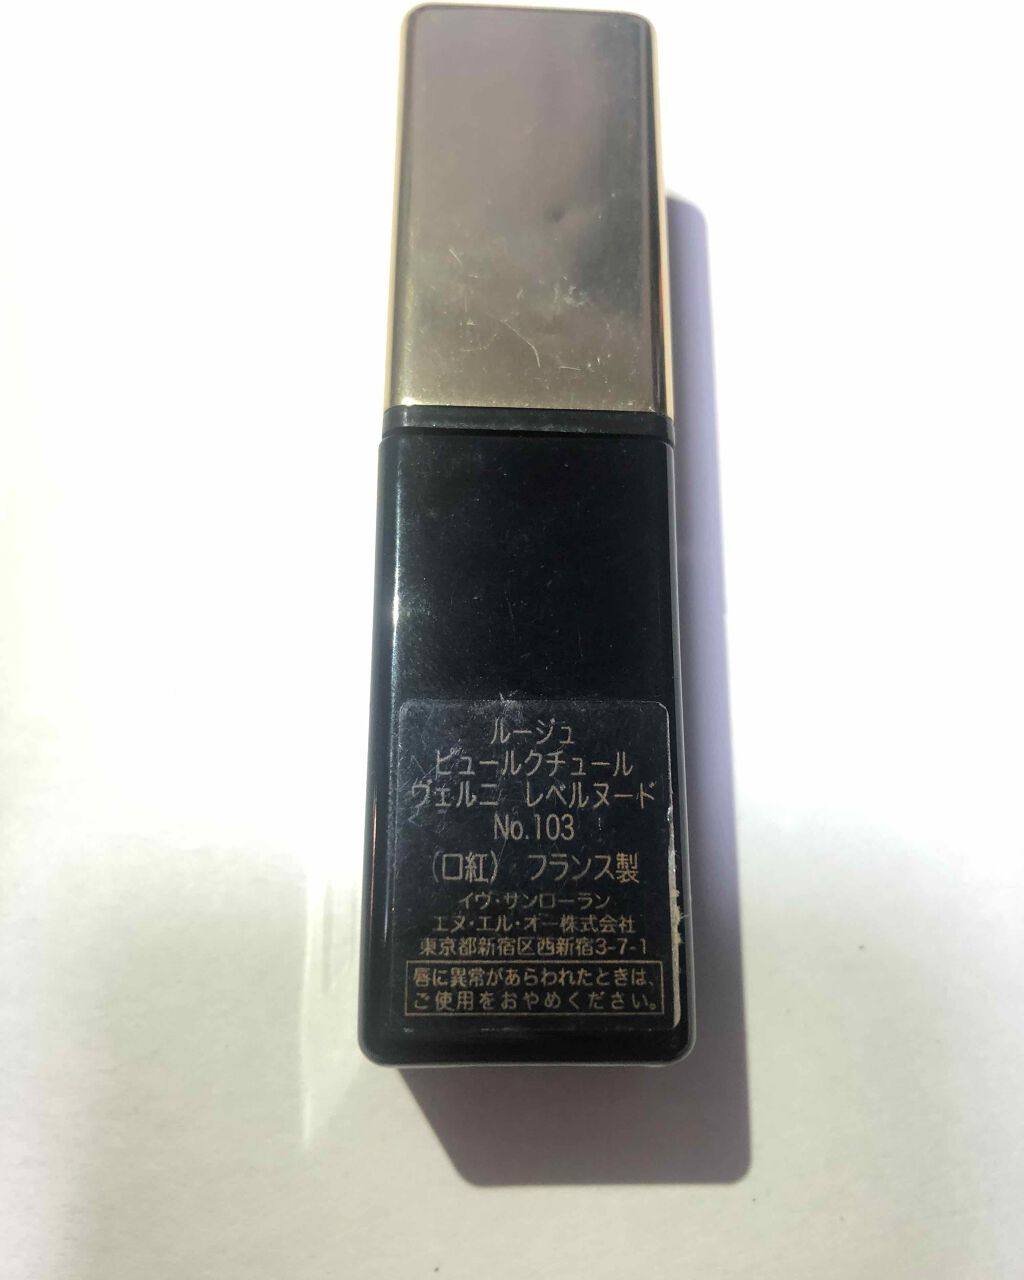 ルージュ
ピュールクチュール
ヴェルニ レベルヌード
No.103
(口紅) フランス製
イヴ・サンローラン
エヌ・エル・オー株式会社
東京都新宿区西新宿3-7-1
唇に異常があらわれたときは、
ご使用をおやめください。